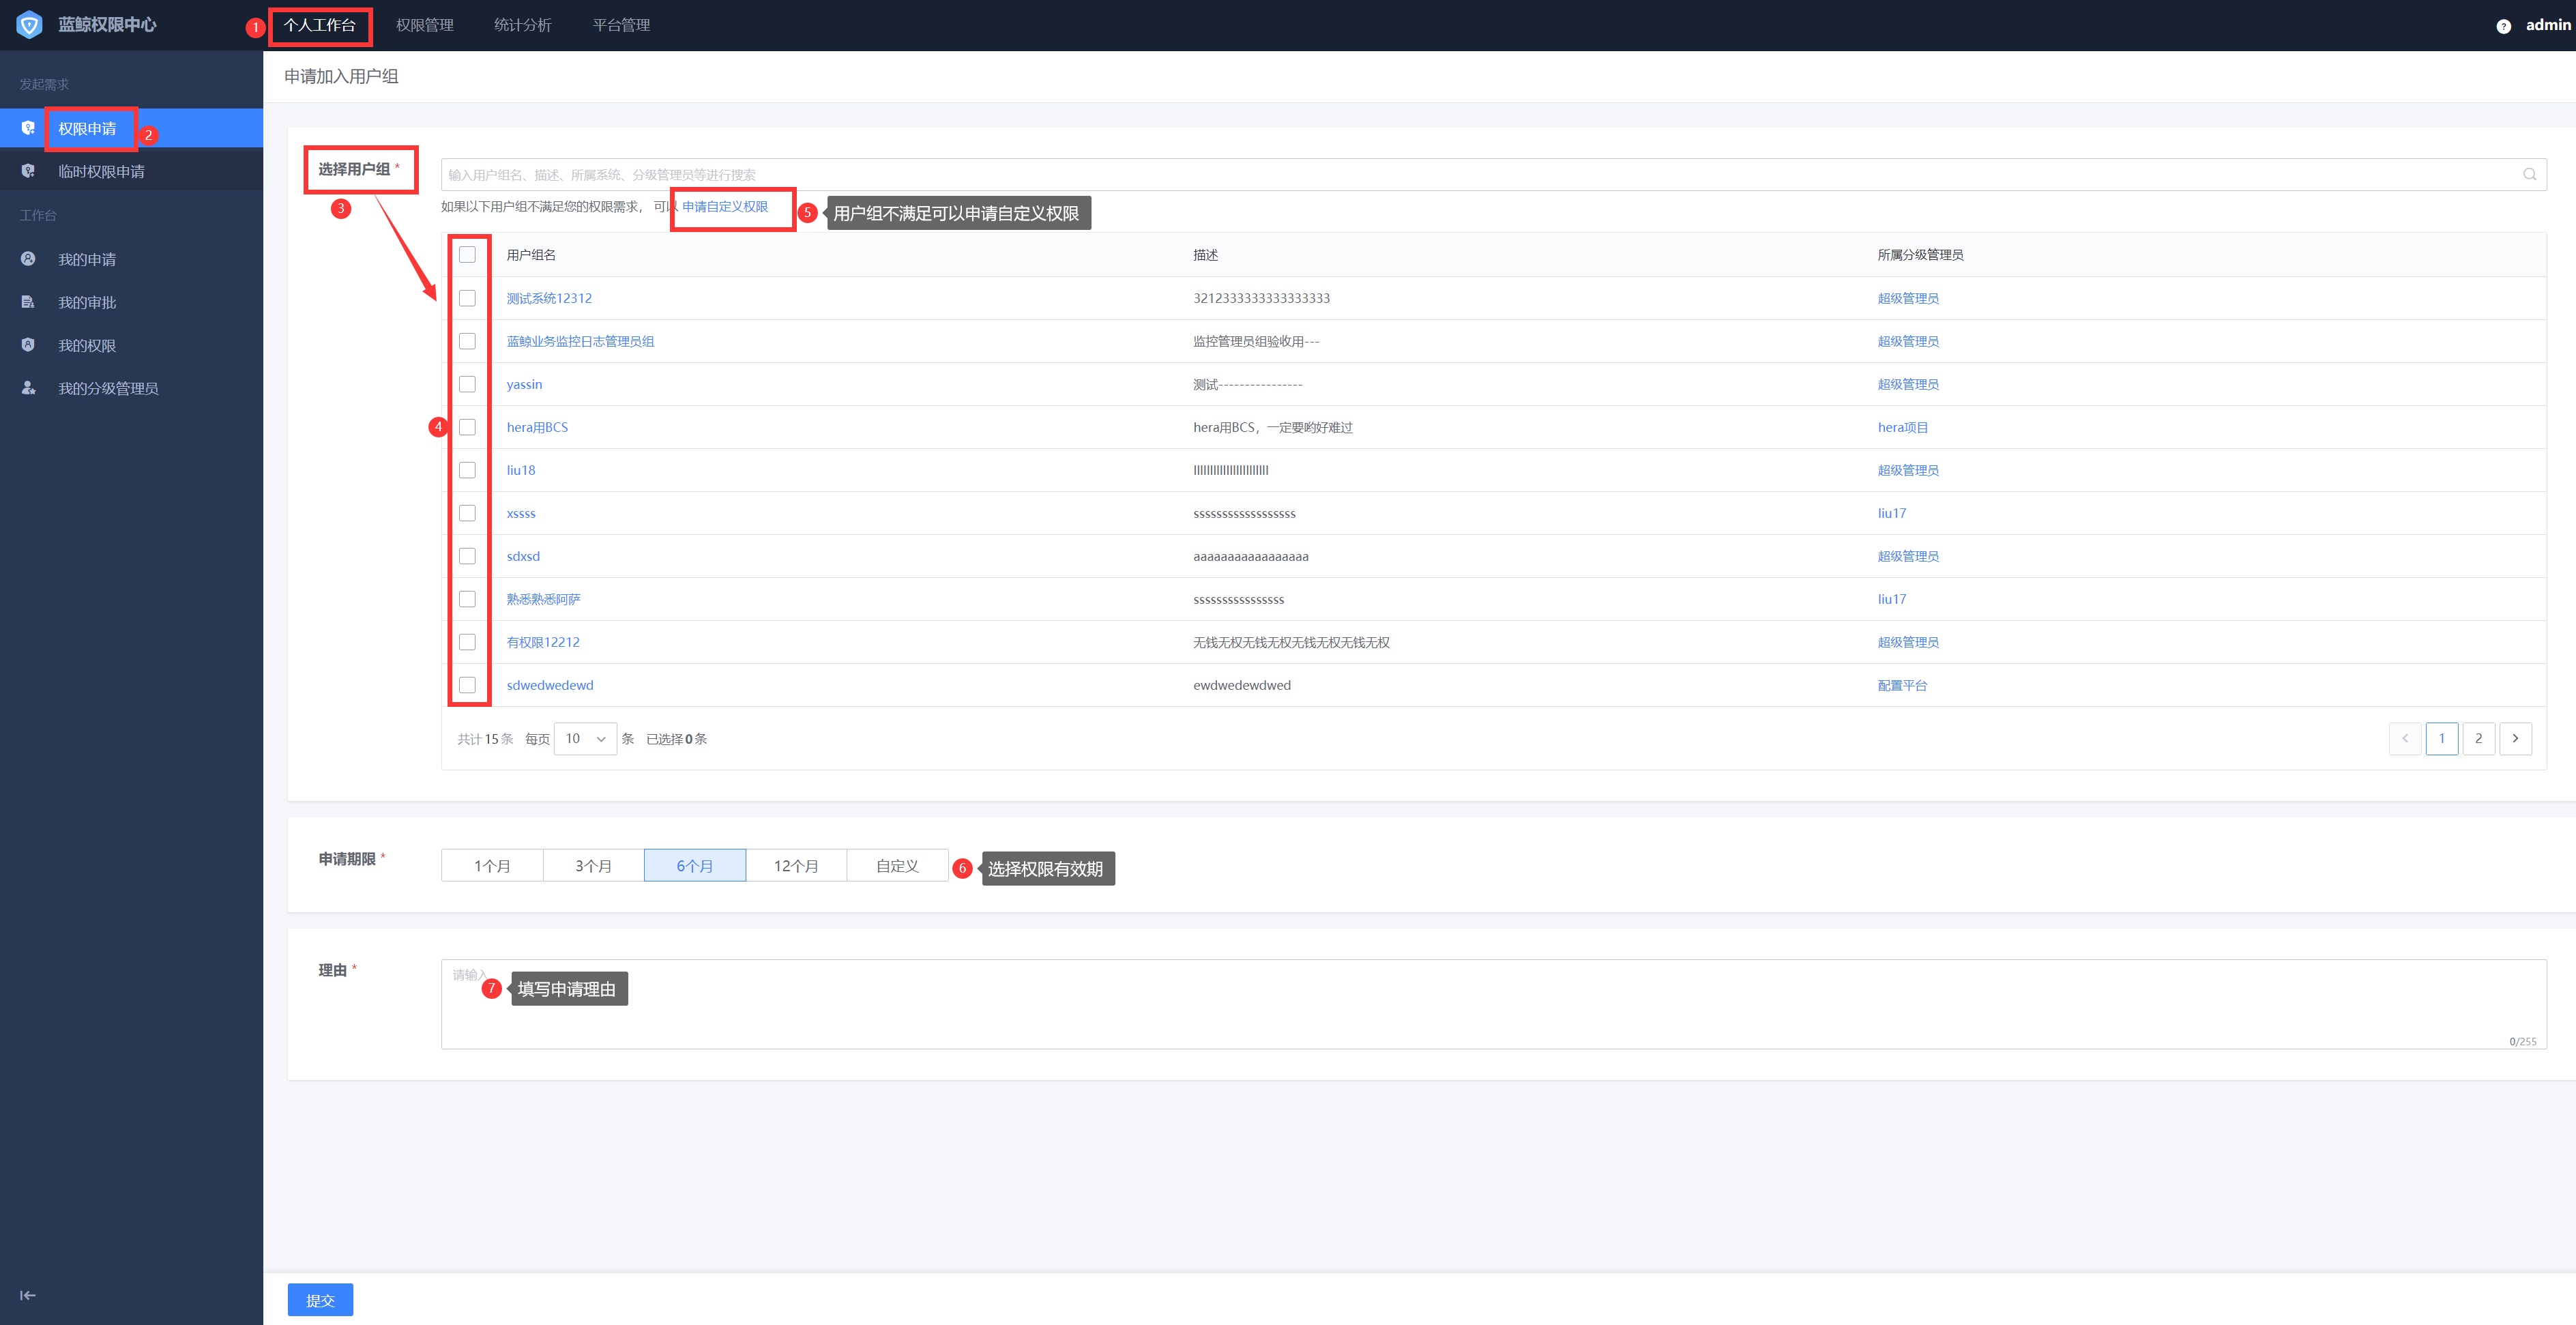 蓝鲸权限中心
1
个人工作台
权限管理
统计分析
平台管理
?
admin
发起需求
权限申请
2
临时权限申请
工作台
我的申请
我的审批
我的权限
我的分级管理员
申请加入用户组
选择用户组 *
3
输入用户组名、描述、所属系统、分级管理员等进行搜索
如果以下用户组不满足您的权限需求， 可以 申请自定义权限
5
用户组不满足可以申请自定义权限
用户组名 描述 所属分级管理员
测试系统12312 3212333333333333333 超级管理员
蓝鲸业务监控日志管理员组 监控管理员组验收用--- 超级管理员
yassin 测试---------------- 超级管理员
4
hera用BCS hera用BCS，一定要哟好难过 hera项目
liu18 llllllllllllllllllllllll 超级管理员
xssss ssssssssssssssssss liu17
sdxsd aaaaaaaaaaaaaaaaa 超级管理员
熟悉熟悉阿萨 ssssssssssssssss liu17
有权限12212 无钱无权无钱无权无钱无权无钱无权 超级管理员
sdwedwedewd ewdwedewdwed 配置平台
共计 15 条 每页 10 条 已选择 0 条
1 2
申请期限 *
1个月 3个月 6个月 12个月 自定义
6
选择权限有效期
理由 *
请输入
7
填写申请理由
0/255
提交